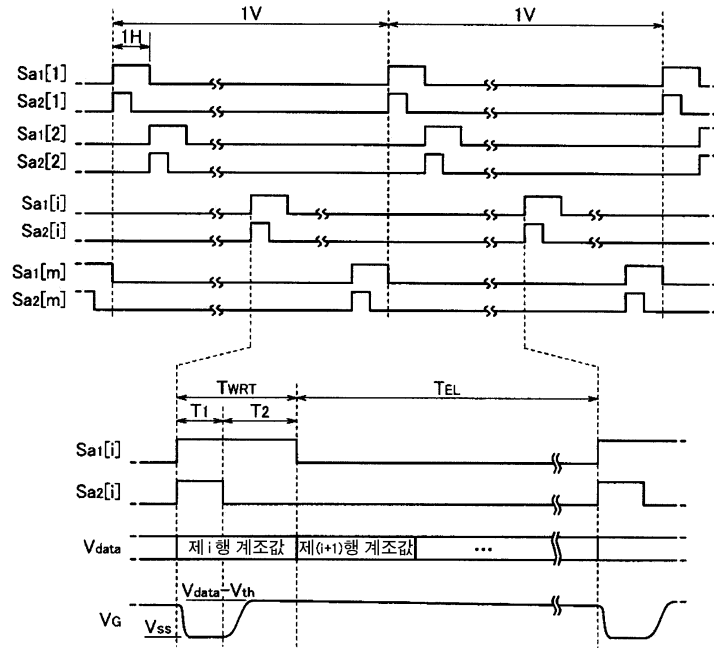 1V 1V
1H
Sa1[1]
Sa2[1]
Sa1[2]
Sa2[2]
Sa1[i]
Sa2[i]
Sa1[m]
Sa2[m]
TWRT TEL
T1 T2
Sa1[i]
Sa2[i]
Vdata 제 i 행 계조값 제(i+1)행 계조값 ...
Vdata-Vth
VG
Vss